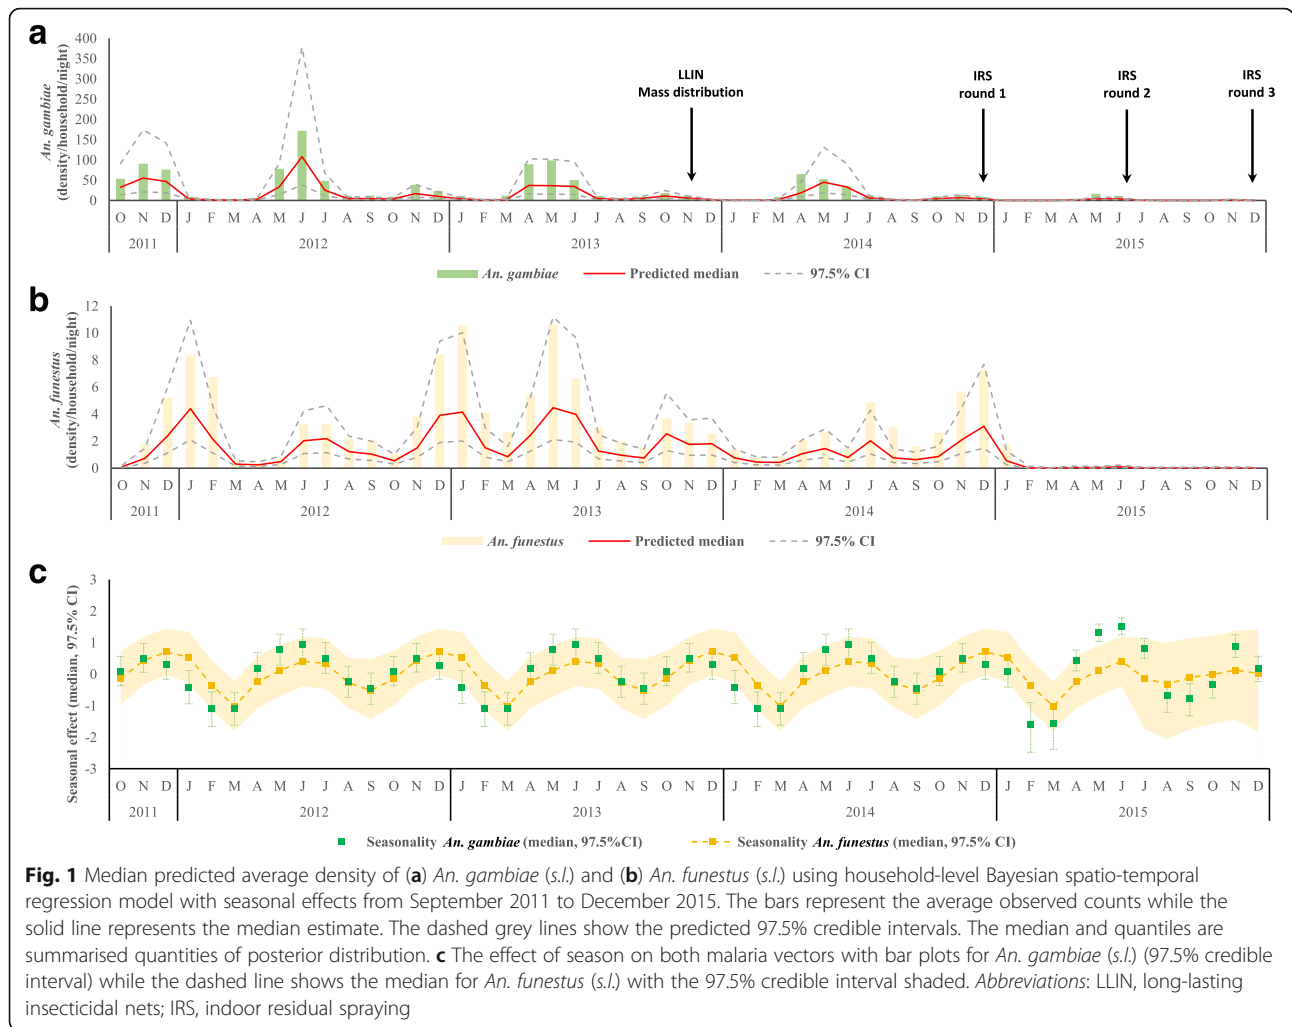 a
An. gambiae
(density/household/night)
400
350
300
250
200
150
100
50
0
LLIN
Mass distribution
IRS
round 1
IRS
round 2
IRS
round 3
O N D J F M A M J J A S O N D J F M A M J J A S O N D J F M A M J J A S O N D J F M A M J J A S O N D
2011 2012 2013 2014 2015
An. gambiae Predicted median 97.5% CI
b
An. funestus
(density/household/night)
12
10
8
6
4
2
0
O N D J F M A M J J A S O N D J F M A M J J A S O N D J F M A M J J A S O N D J F M A M J J A S O N D
2011 2012 2013 2014 2015
An. funestus Predicted median 97.5% CI
c
Seasonal effect (median, 97.5% CI)
3
2
1
0
-1
-2
-3
O N D J F M A M J J A S O N D J F M A M J J A S O N D J F M A M J J A S O N D J F M A M J J A S O N D
2011 2012 2013 2014 2015
Seasonality An. gambiae (median, 97.5%CI) Seasonality An. funestus (median, 97.5% CI)
Fig. 1 Median predicted average density of (a) An. gambiae (s.l.) and (b) An. funestus (s.l.) using household-level Bayesian spatio-temporal
regression model with seasonal effects from September 2011 to December 2015. The bars represent the average observed counts while the
solid line represents the median estimate. The dashed grey lines show the predicted 97.5% credible intervals. The median and quantiles are
summarised quantities of posterior distribution. c The effect of season on both malaria vectors with bar plots for An. gambiae (s.l.) (97.5% credible
interval) while the dashed line shows the median for An. funestus (s.l.) with the 97.5% credible interval shaded. Abbreviations: LLIN, long-lasting
insecticidal nets; IRS, indoor residual spraying